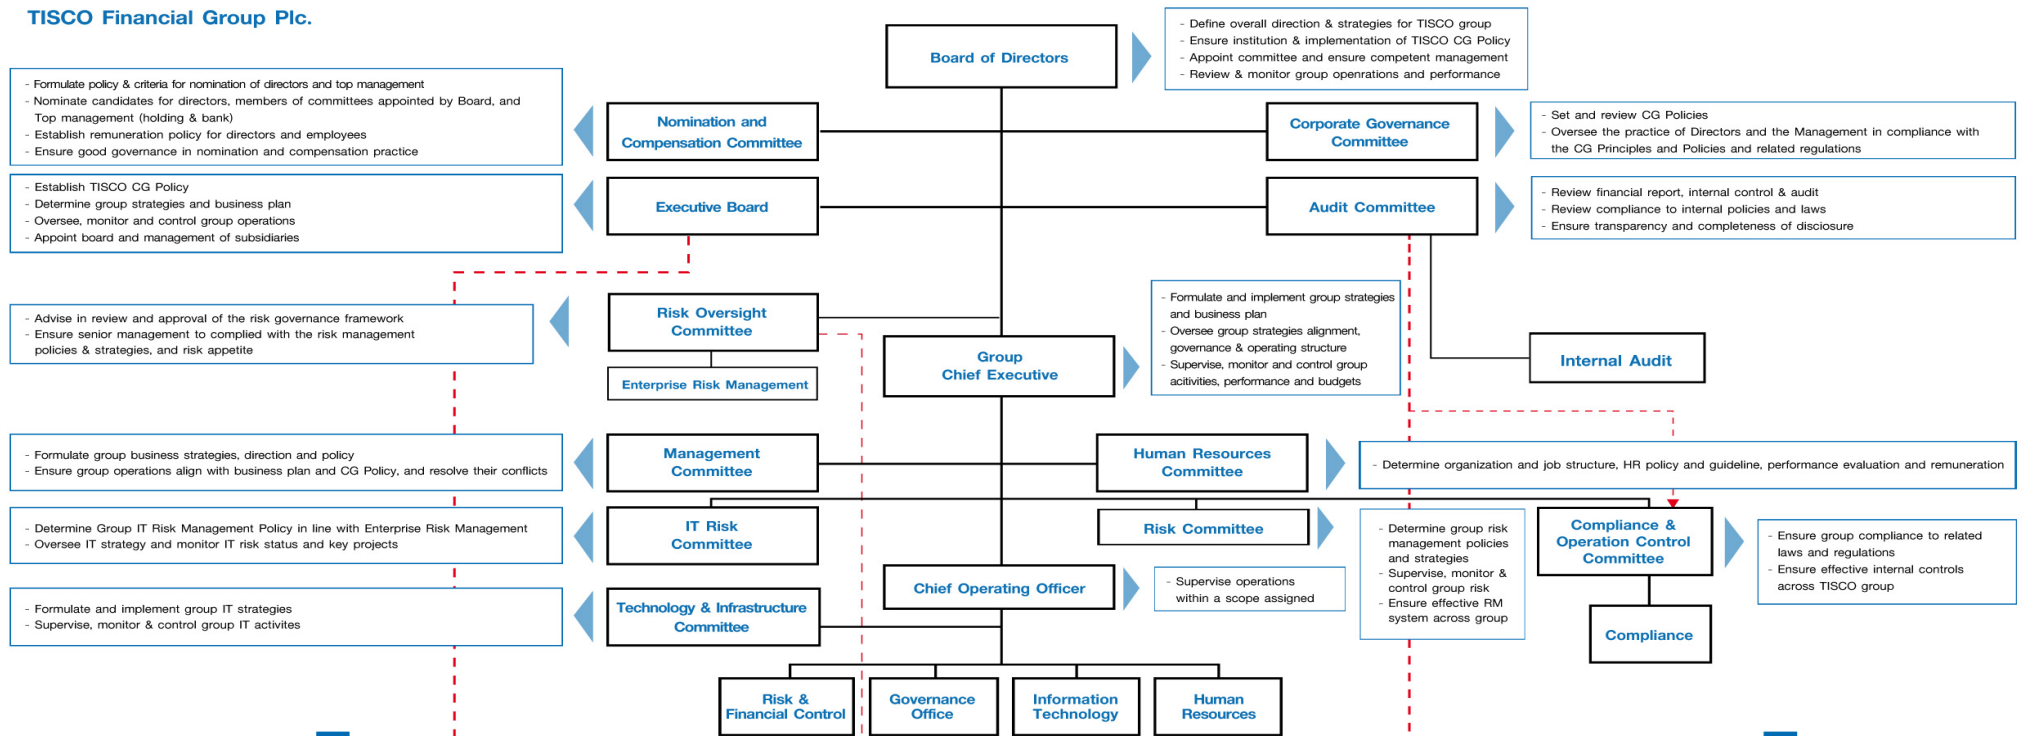 TISCO Financial Group Plc.
Board of Directors
- Define overall direction & strategies for TISCO group
- Ensure institution & implementation of TISCO CG Policy
- Appoint committee and ensure competent management
- Review & monitor group openrations and performance
- Formulate policy & criteria for nomination of directors and top management
- Nominate candidates for directors, members of committees appointed by Board, and
Top management (holding & bank)
- Establish remuneration policy for directors and employees
- Ensure good governance in nomination and compensation practice
Nomination and
Compensation Committee
Corporate Governance
Committee
- Set and review CG Policies
- Oversee the practice of Directors and the Management in compliance with
the CG Principles and Policies and related regulations
- Establish TISCO CG Policy
- Determine group strategies and business plan
- Oversee, monitor and control group operations
- Appoint board and management of subsidiaries
Executive Board
Audit Committee
- Review financial report, internal control & audit
- Review compliance to internal policies and laws
- Ensure transparency and completeness of disclosure
- Advise in review and approval of the risk governance framework
- Ensure senior management to complied with the risk management
policies & strategies, and risk appetite
Risk Oversight
Committee
Enterprise Risk Management
Group
Chief Executive
- Formulate and implement group strategies
and business plan
- Oversee group strategies alignment,
governance & operating structure
- Supervise, monitor and control group
acitivities, performance and budgets
Internal Audit
- Formulate group business strategies, direction and policy
- Ensure group operations align with business plan and CG Policy, and resolve their conflicts
Management
Committee
Human Resources
Committee
- Determine organization and job structure, HR policy and guideline, performance evaluation and remuneration
- Determine Group IT Risk Management Policy in line with Enterprise Risk Management
- Oversee IT strategy and monitor IT risk status and key projects
IT Risk
Committee
Risk Committee
- Determine group risk
management policies
and strategies
- Supervise, monitor &
control group risk
- Ensure effective RM
system across group
Compliance &
Operation Control
Committee
- Ensure group compliance to related
laws and regulations
- Ensure effective internal controls
across TISCO group
Chief Operating Officer
- Supervise operations
within a scope assigned
- Formulate and implement group IT strategies
- Supervise, monitor & control group IT activites
Technology & Infrastructure
Committee
Compliance
Risk &
Financial Control
Governance
Office
Information
Technology
Human
Resources